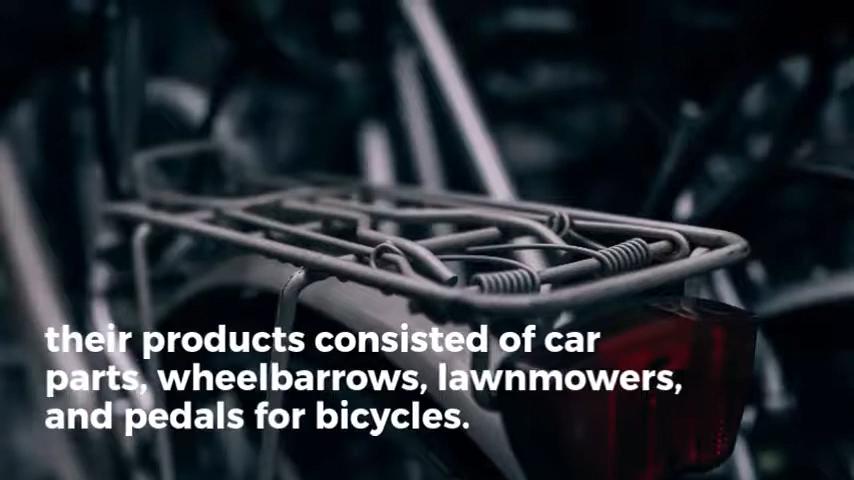 their products consisted of car
parts, wheelbarrows, lawnmowers,
and pedals for bicycles.